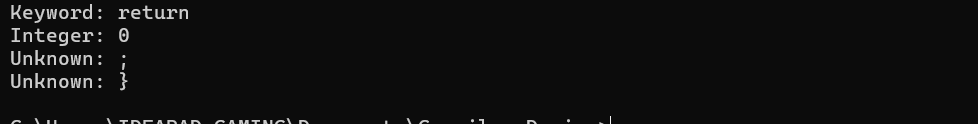 Keyword: return
Integer: 0
Unknown: ;
Unknown: }